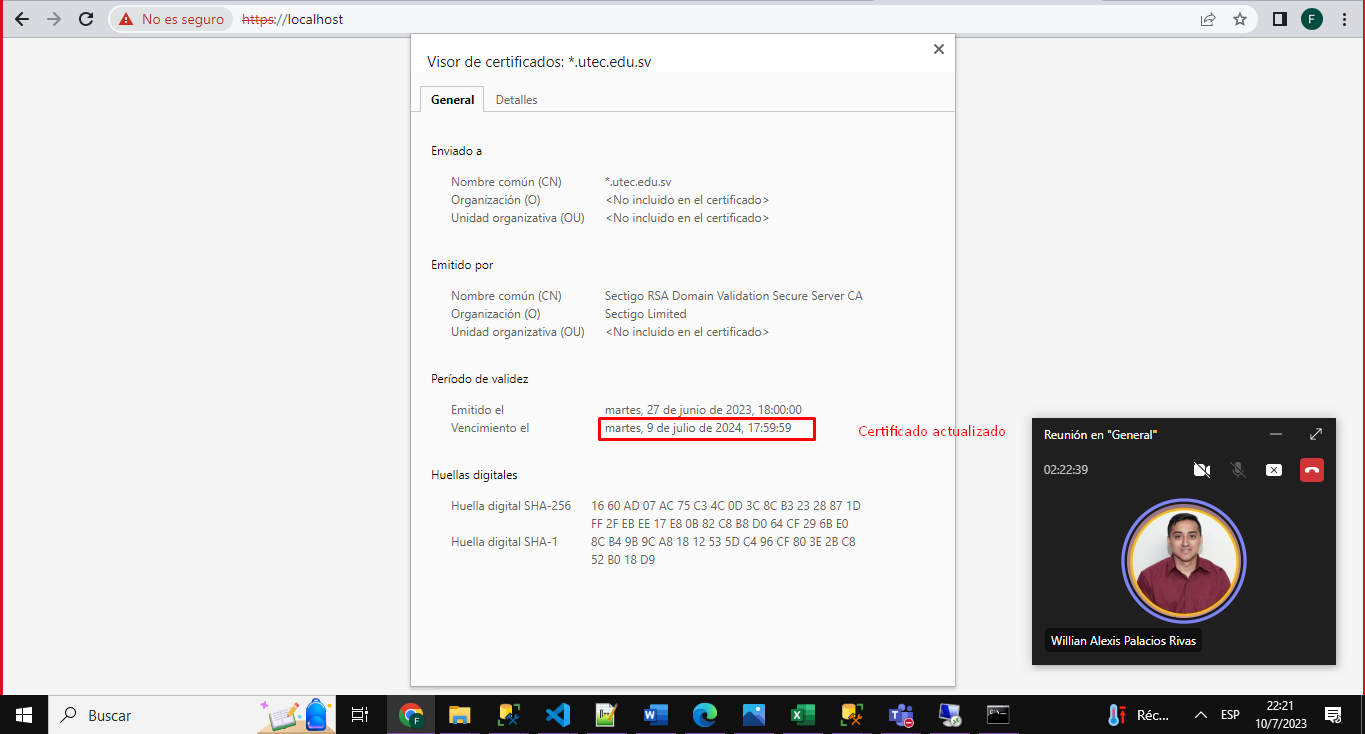 No es seguro https://localhost
F
Visor de certificados: *.utec.edu.sv
General Detalles
Enviado a
Nombre común (CN) *.utec.edu.sv
Organización (O) <No incluido en el certificado>
Unidad organizativa (OU) <No incluido en el certificado>
Emitido por
Nombre común (CN) Sectigo RSA Domain Validation Secure Server CA
Organización (O) Sectigo Limited
Unidad organizativa (OU) <No incluido en el certificado>
Período de validez
Emitido el martes, 27 de junio de 2023, 18:00:00
Vencimiento el martes, 9 de julio de 2024, 17:59:59
Certificado actualizado
Huellas digitales
Huella digital SHA-256 16 60 AD 07 AC 75 C3 4C 0D 3C 8C B3 23 28 87 1D
FF 2F EB EE 17 E8 0B 82 C8 B8 D0 64 CF 29 6B E0
Huella digital SHA-1 8C B4 9B 9C A8 18 12 53 5D C4 96 CF 80 3E 2B C8
52 B0 18 D9
Reunión en "General"
02:22:39
Willian Alexis Palacios Rivas
Buscar
F
Réc...
ESP
22:21
10/7/2023